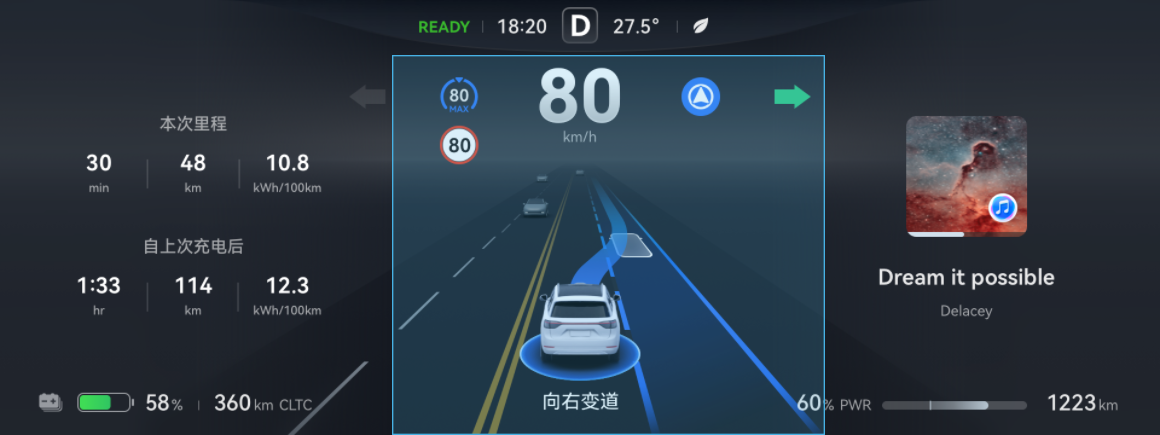 READY 18:20 D 27.5°
80 MAX
80
km/h
80
本次里程
30 48 10.8
min km kWh/100km
自上次充电后
1:33 114 12.3
hr km kWh/100km
Dream it possible
Delacey
向右变道
58% 360 km CLTC
60% PWR 1223 km